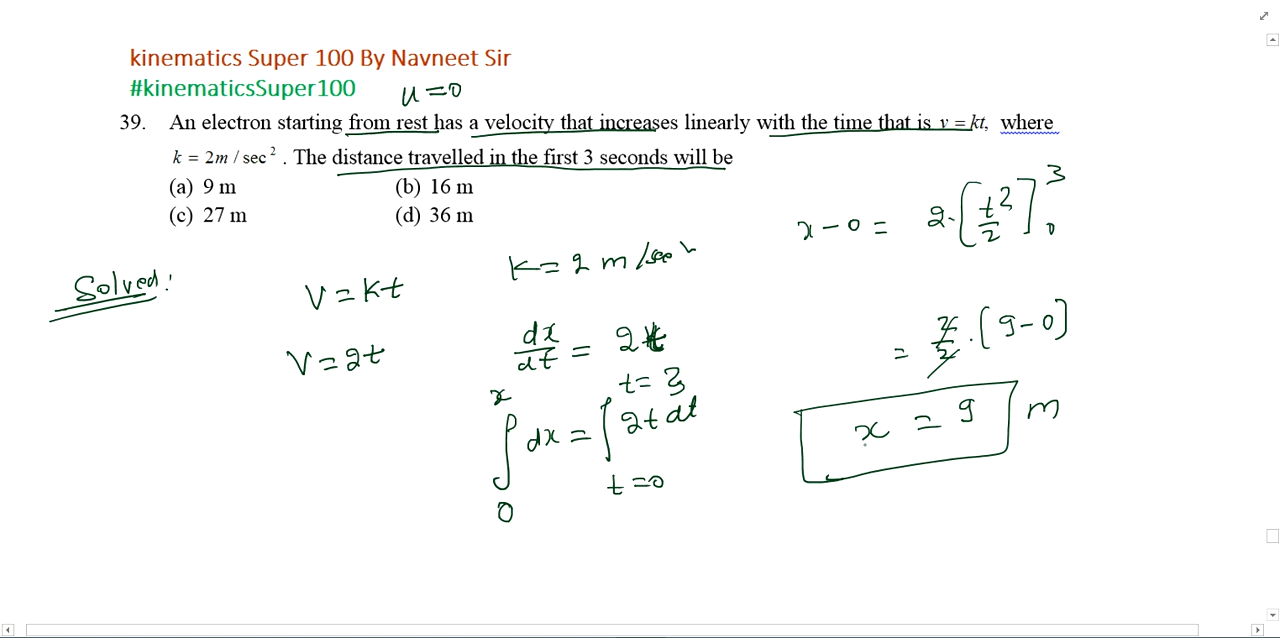 kinematics Super 100 By Navneet Sir
#kinematicsSuper100
u=0
39. An electron starting from rest has a velocity that increases linearly with the time that is v = kt, where
k = 2m / sec². The distance travelled in the first 3 seconds will be
(a) 9 m (b) 16 m
(c) 27 m (d) 36 m
Solved:
V=Kt
V=2t
K=2 m/sec²
dx/dt = 2t
∫₀ˣ dx = ∫ 2t dt
t=3
t=0
x-0 = 2·[t²/2]₀³
= 2/2·[9-0]
x = 9 m